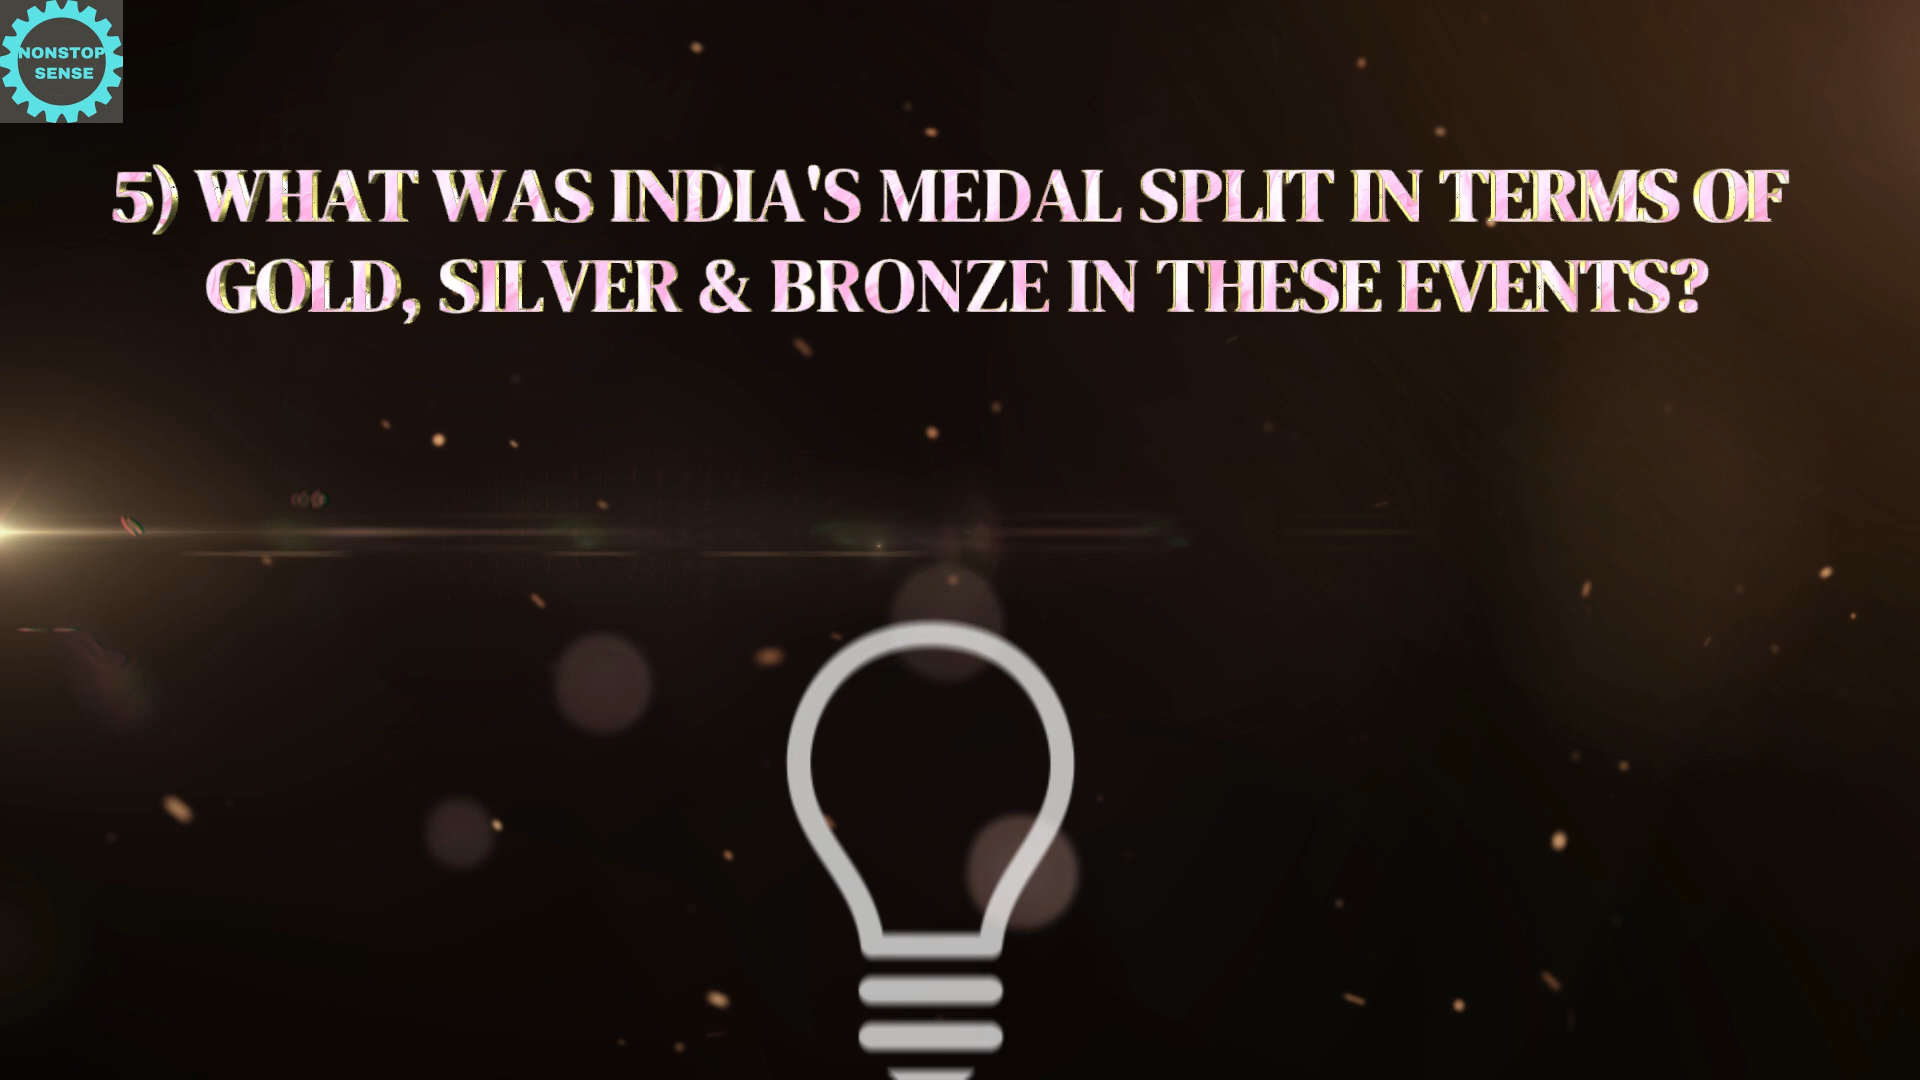 NONSTOP
SENSE
5) WHAT WAS INDIA'S MEDAL SPLIT IN TERMS OF
GOLD, SILVER & BRONZE IN THESE EVENTS?